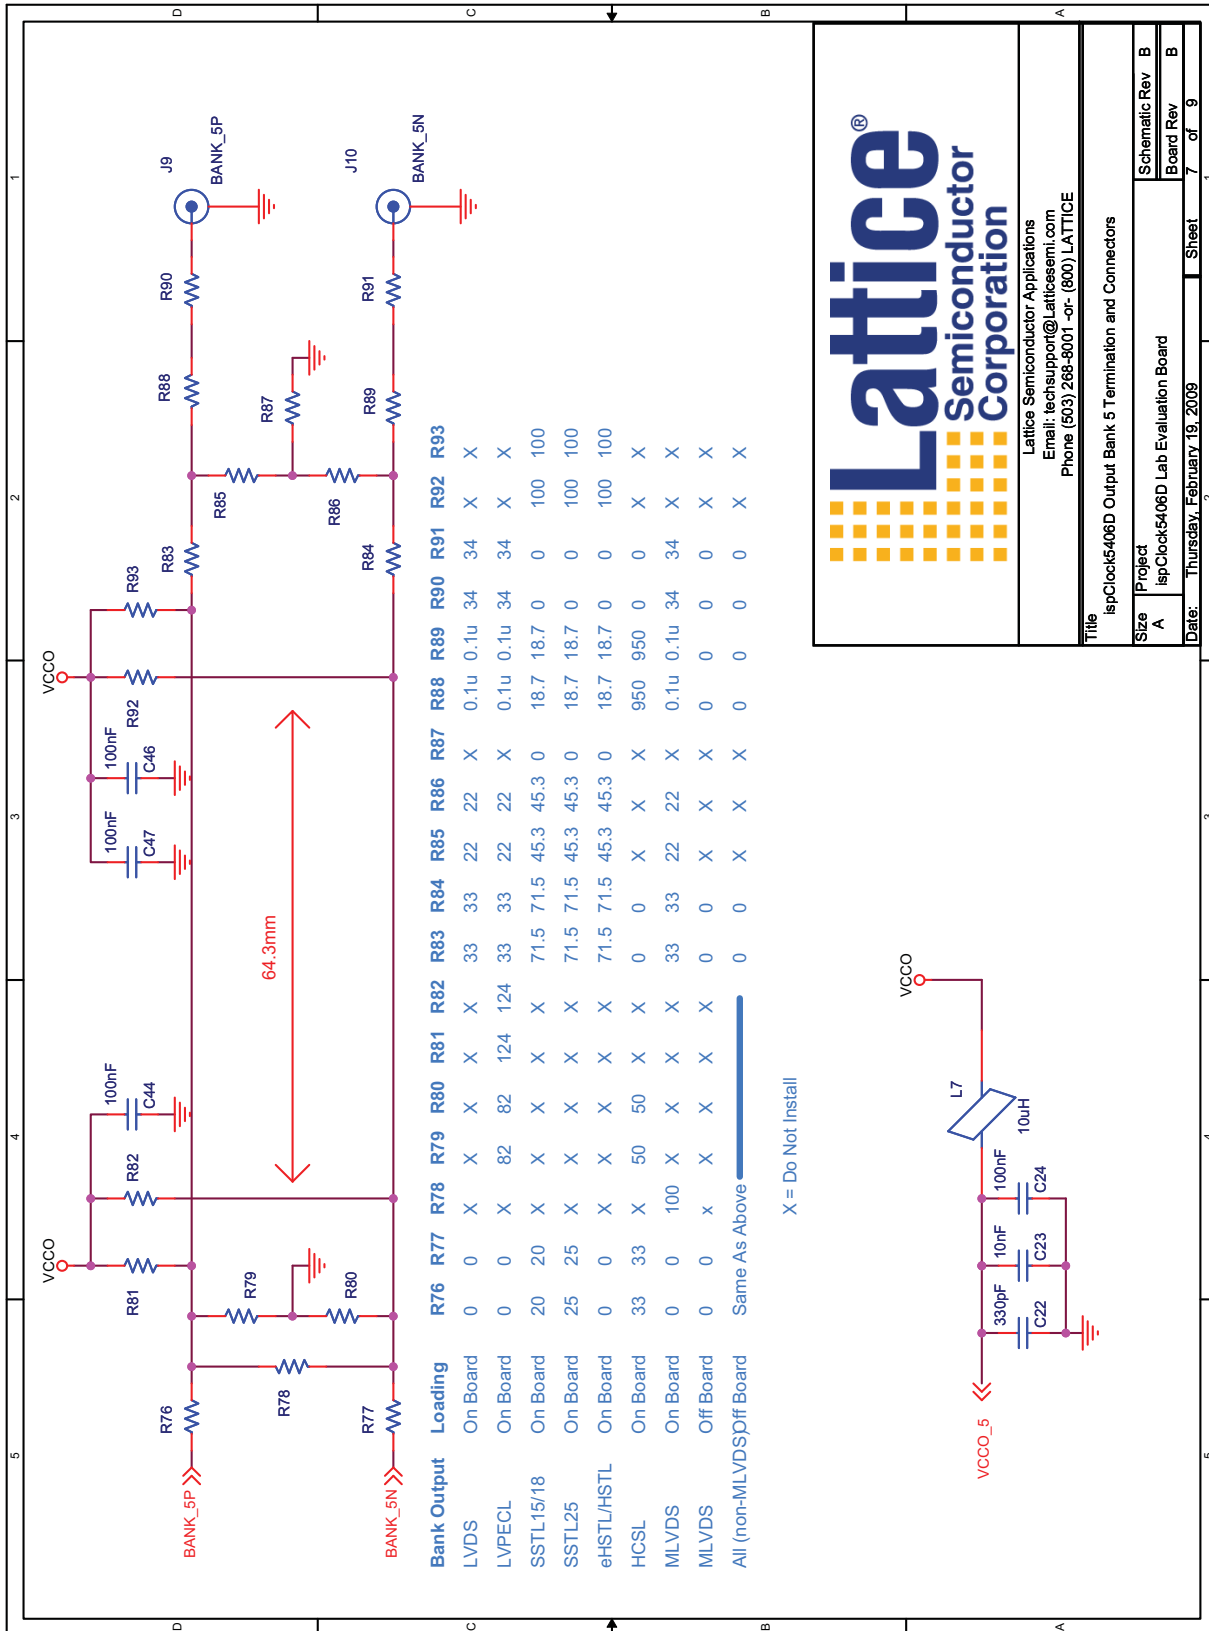 5
4
3
2
1
D
D
C
C
B
B
A
A
VCCO
VCCO
R81
R82
100nF
C44
100nF
C47
100nF
C46
R92
R93
BANK_5P
R76
R79
R83
R88
R90
J9
BANK_5P
R78
R80
64.3mm
R85
R87
R86
BANK_5N
R77
R84
R89
R91
J10
BANK_5N
Bank Output Loading R76 R77 R78 R79 R80 R81 R82 R83 R84 R85 R86 R87 R88 R89 R90 R91 R92 R93
LVDS On Board 0 0 X X X X X 33 33 22 22 X 0.1u 0.1u 34 34 X X
LVPECL On Board 0 0 X 82 82 124 124 33 33 22 22 X 0.1u 0.1u 34 34 X X
SSTL15/18 On Board 20 20 X X X X X 71.5 71.5 45.3 45.3 0 18.7 18.7 0 0 100 100
SSTL25 On Board 25 25 X X X X X 71.5 71.5 45.3 45.3 0 18.7 18.7 0 0 100 100
eHSTL/HSTL On Board 0 0 X X X X X 71.5 71.5 45.3 45.3 0 18.7 18.7 0 0 100 100
HCSL On Board 33 33 X 50 50 X X 0 0 X X X 950 950 0 0 X X
MLVDS On Board 0 0 100 X X X X 33 33 22 22 X 0.1u 0.1u 34 34 X X
MLVDS Off Board 0 0 x X X X X 0 0 X X X 0 0 0 0 X X
All (non-MLVDS)Off Board Same As Above 0 0 X X X 0 0 0 0 X X
X = Do Not Install
VCCO_5
330pF
C22
10nF
C23
100nF
C24
L7
10uH
VCCO
Lattice®
Semiconductor
Corporation
Lattice Semiconductor Applications
Email: techsupport@Latticesemi.com
Phone (503) 268-8001 -or- (800) LATTICE
Title
ispClock5406D Output Bank 5 Termination and Connectors
Size
A
Project
ispClock5406D Lab Evaluation Board
Schematic Rev B
Board Rev B
Date: Thursday, February 19, 2009
Sheet 7 of 9
5
4
3
2
1